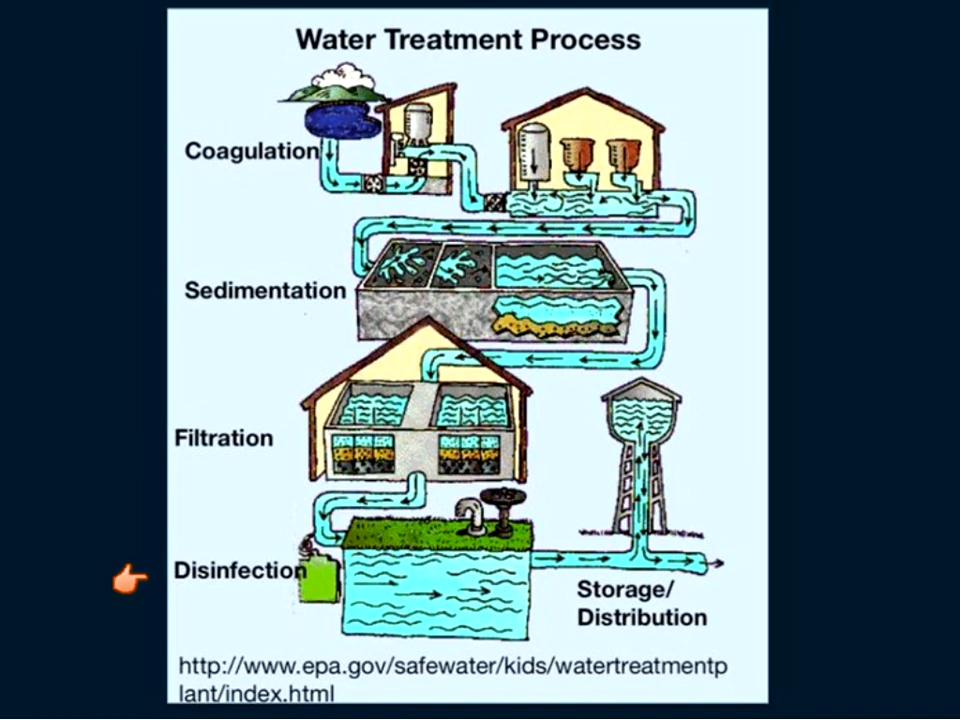 Water Treatment Process
Coagulation
Sedimentation
Filtration
Disinfection
Storage/
Distribution
http://www.epa.gov/safewater/kids/watertreatmentp
lant/index.html